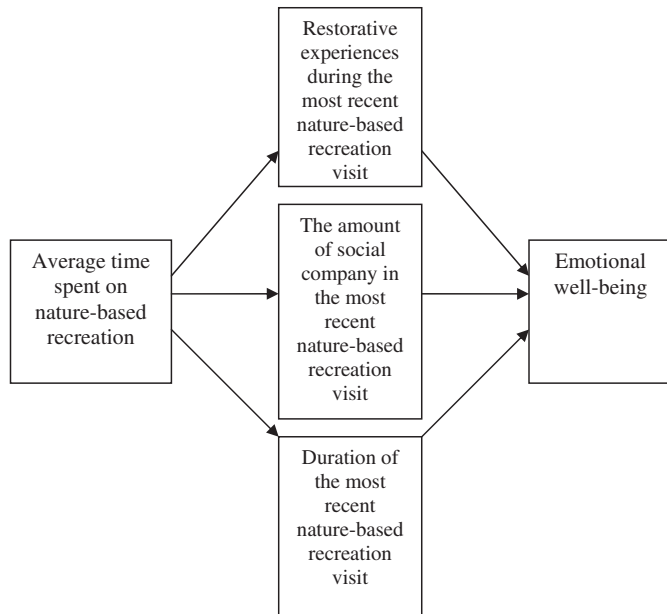 Restorative
experiences
during the
most recent
nature-based
recreation
visit
Average time
spent on
nature-based
recreation
The amount
of social
company in
the most
recent
nature-based
recreation
visit
Emotional
well-being
Duration of
the most
recent
nature-based
recreation
visit